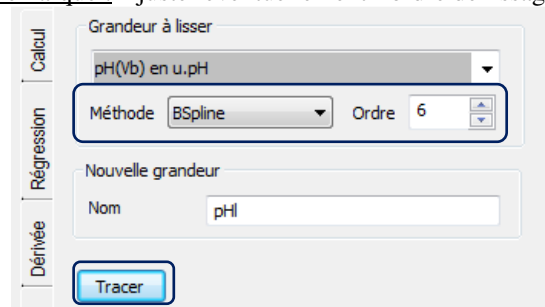 Grandeur à lisser
Calcul
pH(Vb) en u.pH
Méthode BSpline Ordre 6
Régression
Nouvelle grandeur
Nom pHl
Dérivée
Tracer